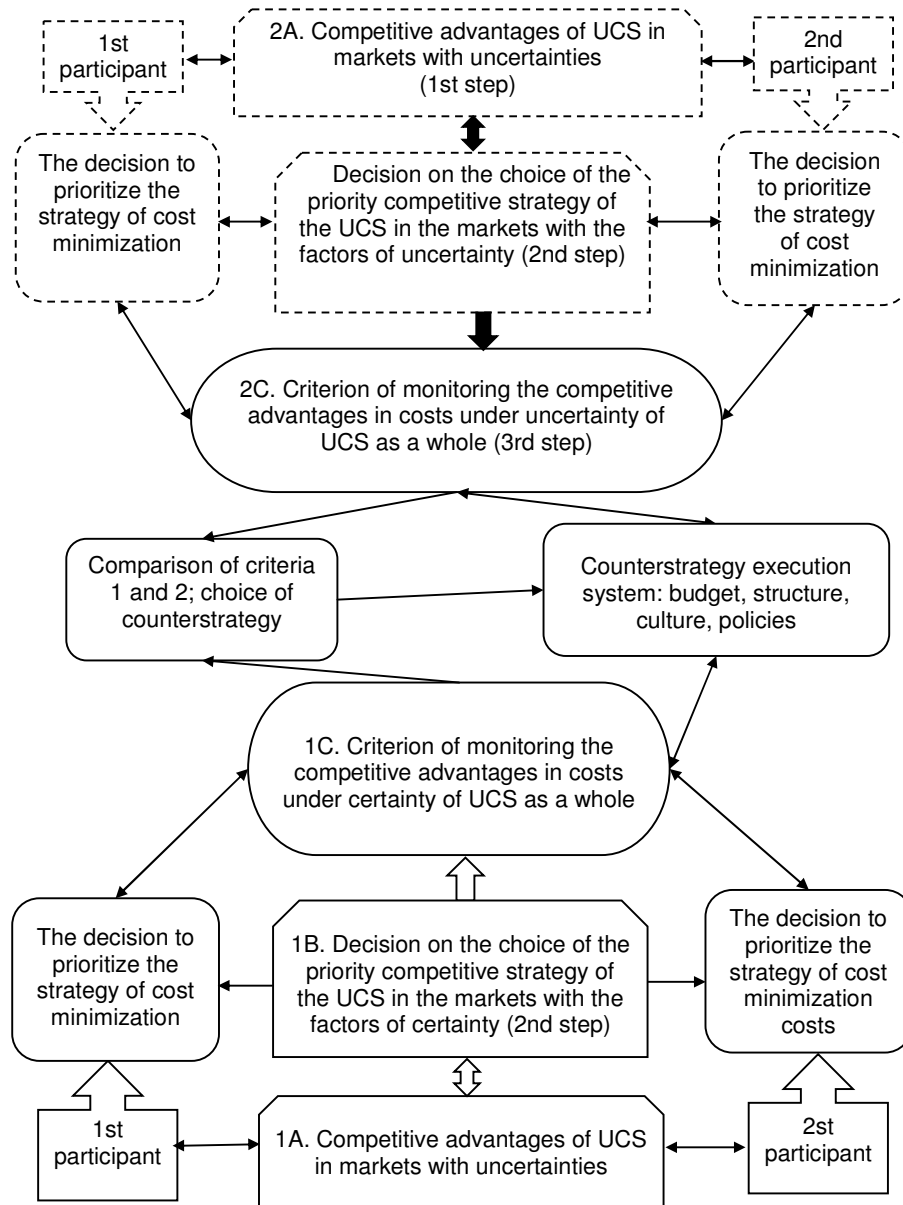 1st
participant
2A. Competitive advantages of UCS in
markets with uncertainties
(1st step)
2nd
participant
The decision to
prioritize the
strategy of cost
minimization
Decision on the choice of the
priority competitive strategy of
the UCS in the markets with the
factors of uncertainty (2nd step)
The decision
to prioritize
the strategy
of cost
minimization
2C. Criterion of monitoring the competitive
advantages in costs under uncertainty of
UCS as a whole (3rd step)
Comparison of criteria
1 and 2; choice of
counterstrategy
Counterstrategy execution
system: budget, structure,
culture, policies
1C. Criterion of monitoring the
competitive advantages in costs
under certainty of UCS as a whole
The decision to
prioritize the
strategy of cost
minimization
1B. Decision on the choice of the
priority competitive strategy of
the UCS in the markets with the
factors of certainty (2nd step)
The decision to
prioritize the
strategy of cost
minimization
costs
1st
participant
1A. Competitive advantages of UCS
in markets with uncertainties
2st
participant